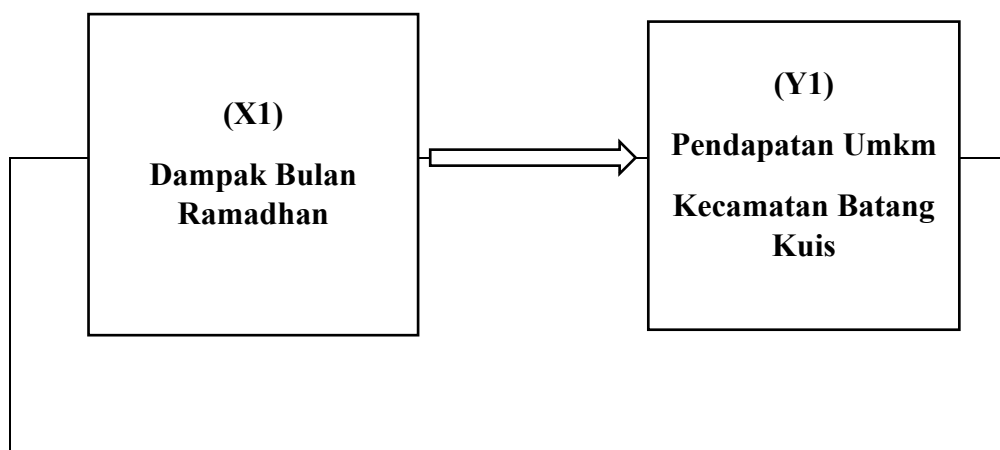 (X1)
Dampak Bulan
Ramadhan
(Y1)
Pendapatan Umkm
Kecamatan Batang
Kuis